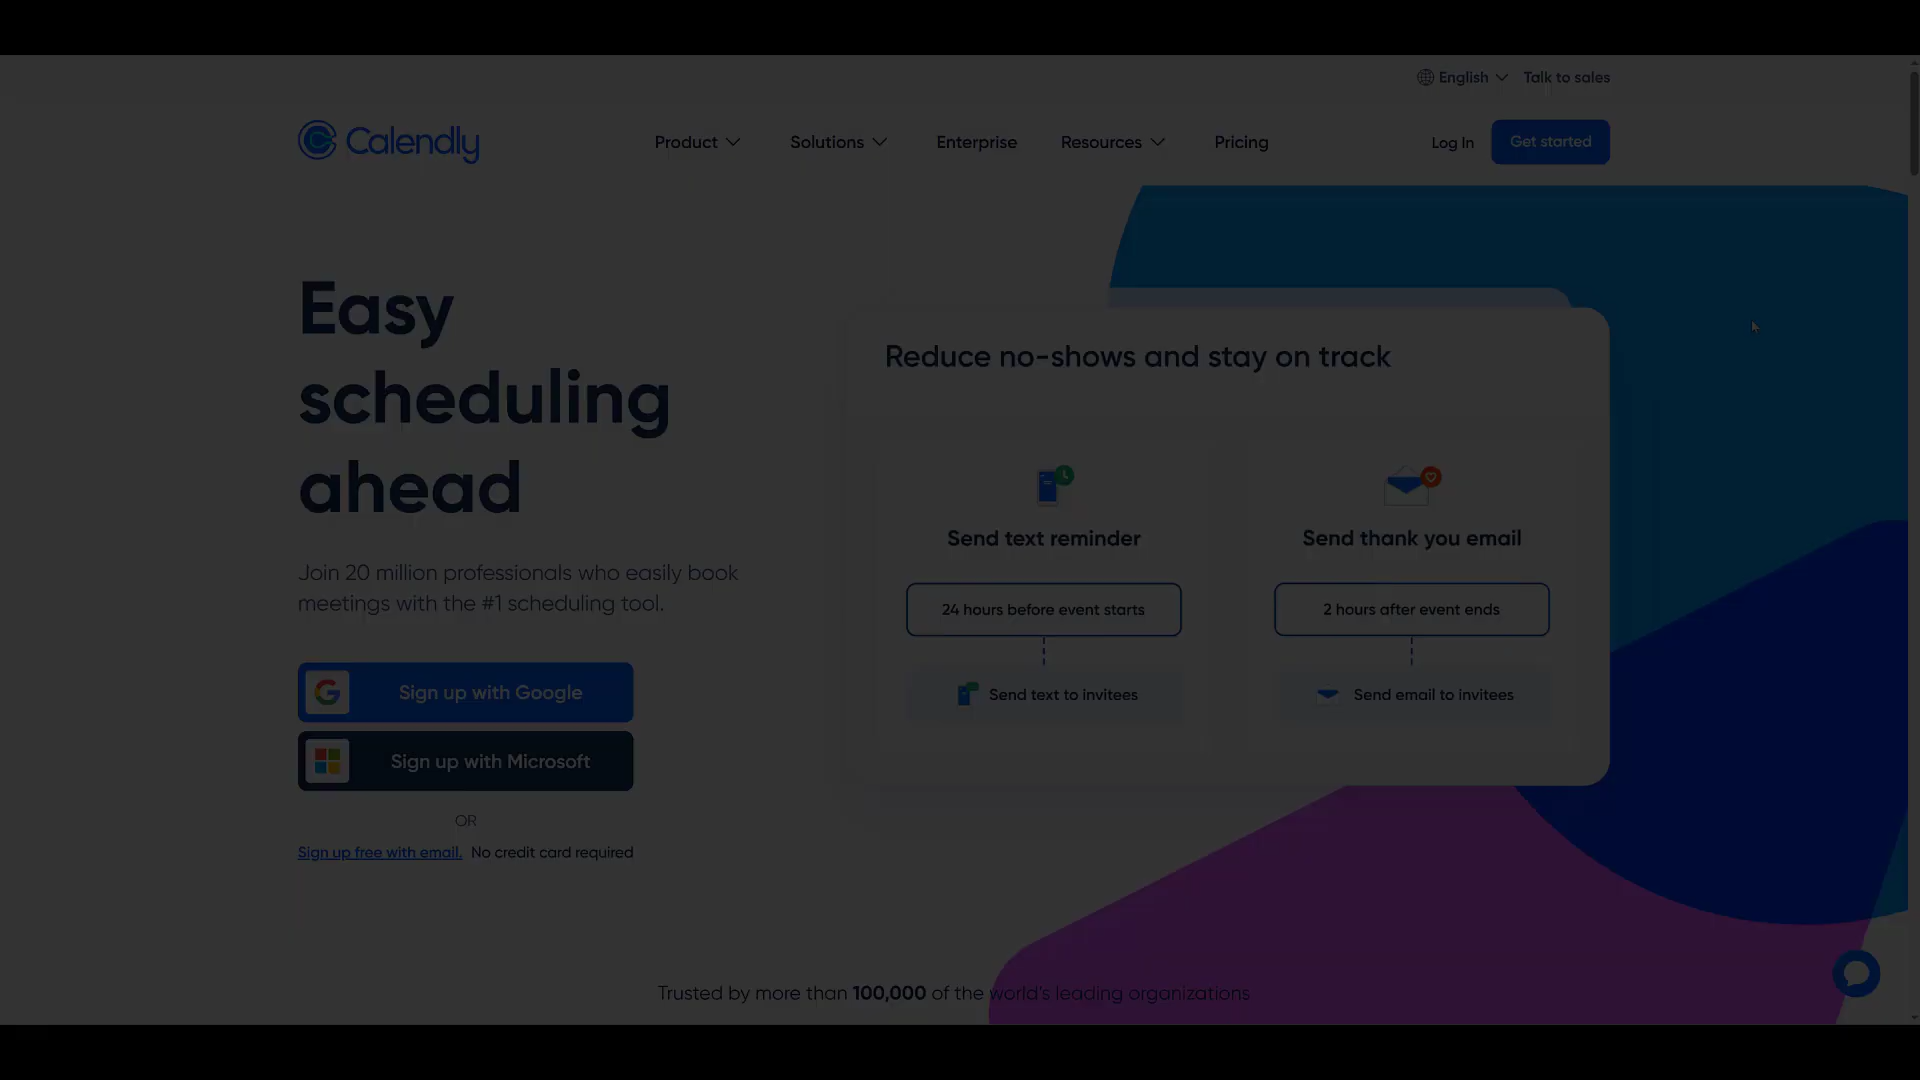 English
Talk to sales
Calendly
Product
Solutions
Enterprise
Resources
Pricing
Log In
Get started
Easy
scheduling
ahead
Join 20 million professionals who easily book
meetings with the #1 scheduling tool.
Sign up with Google
Sign up with Microsoft
OR
Sign up free with email. No credit card required
Reduce no-shows and stay on track
Send text reminder
24 hours before event starts
Send text to invitees
Send thank you email
2 hours after event ends
Send email to invitees
Trusted by more than 100,000 of the world's leading organizations